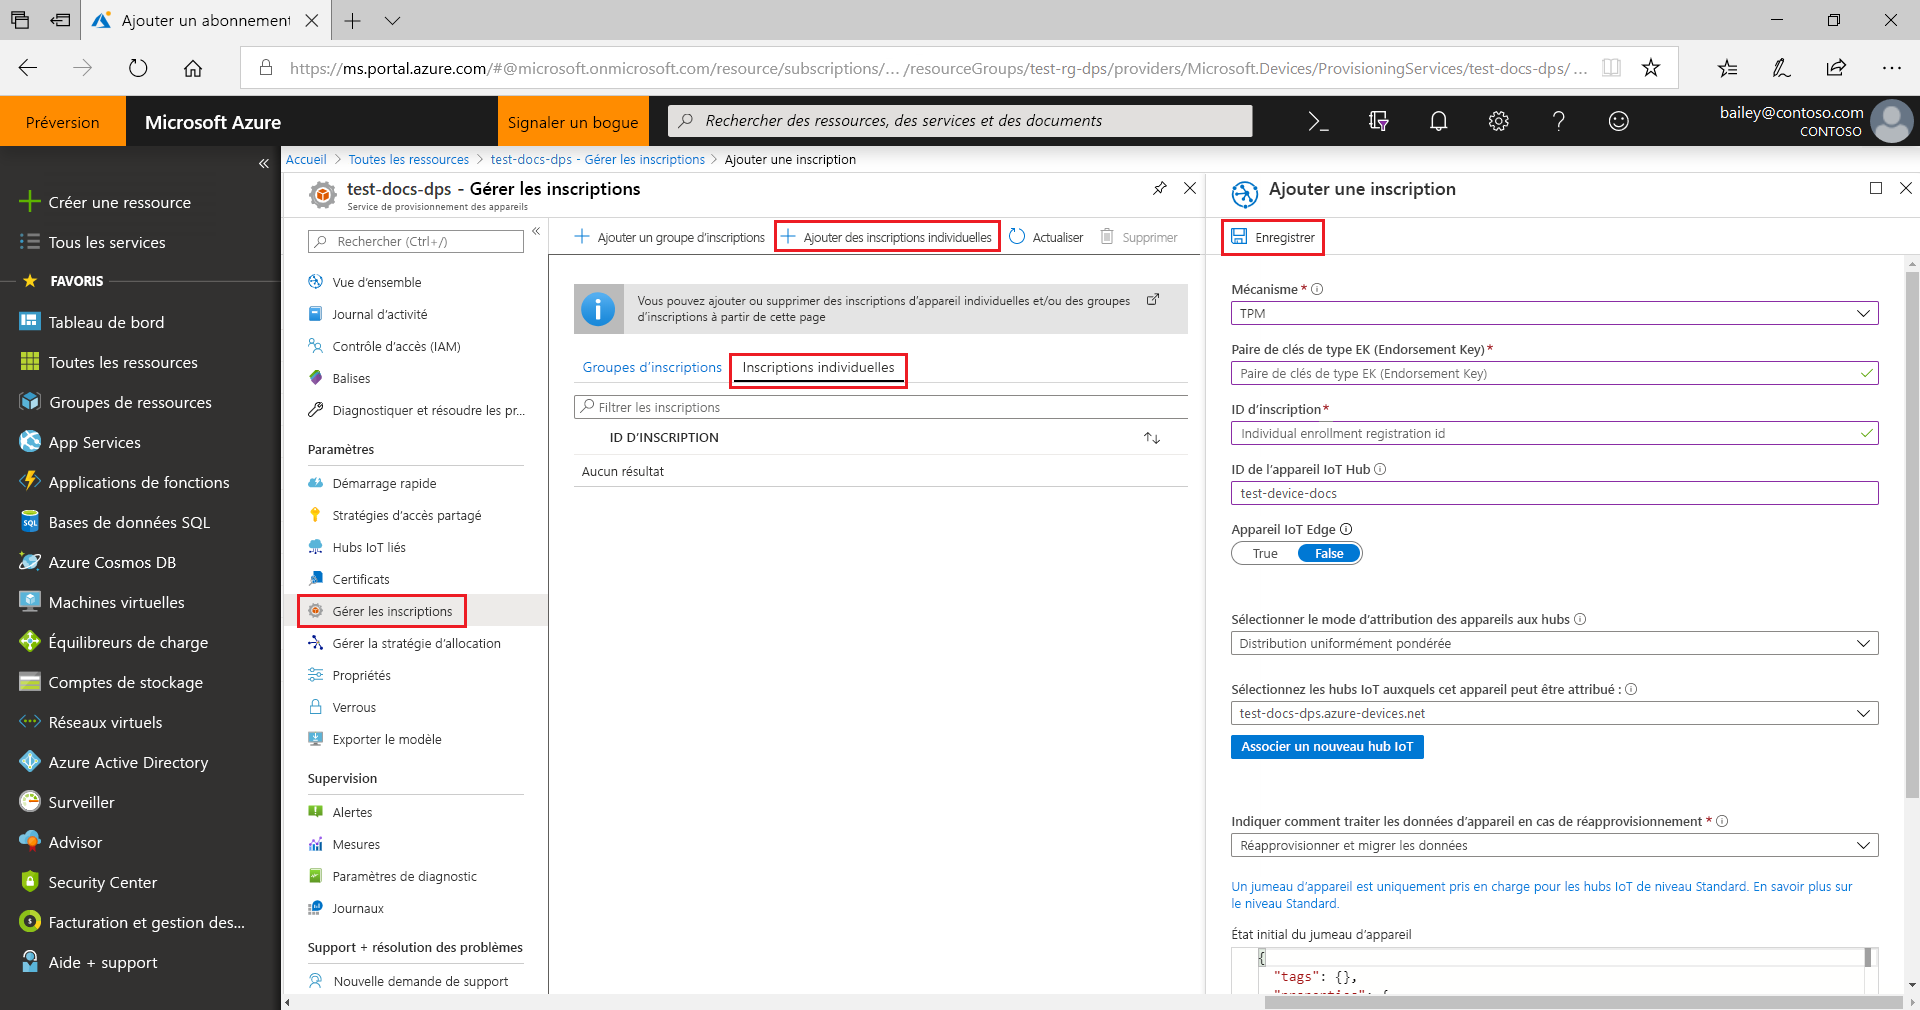 Ajouter un abonnement
https://ms.portal.azure.com/#@microsoft.onmicrosoft.com/resource/subscriptions/… /resourceGroups/test-rg-dps/providers/Microsoft.Devices/ProvisioningServices/test-docs-dps/ …
Préversion
Microsoft Azure
Signaler un bogue
Rechercher des ressources, des services et des documents
bailey@contoso.com
CONTOSO
Accueil > Toutes les ressources > test-docs-dps - Gérer les inscriptions > Ajouter une inscription
Créer une ressource
Tous les services
FAVORIS
Tableau de bord
Toutes les ressources
Groupes de ressources
App Services
Applications de fonctions
Bases de données SQL
Azure Cosmos DB
Machines virtuelles
Équilibreurs de charge
Comptes de stockage
Réseaux virtuels
Azure Active Directory
Surveiller
Advisor
Security Center
Facturation et gestion des...
Aide + support
test-docs-dps - Gérer les inscriptions
Service de provisionnement des appareils
Rechercher (Ctrl+/)
Vue d'ensemble
Journal d'activité
Contrôle d'accès (IAM)
Balises
Diagnostiquer et résoudre les pr...
Paramètres
Démarrage rapide
Stratégies d'accès partagé
Hubs IoT liés
Certificats
Gérer les inscriptions
Gérer la stratégie d'allocation
Propriétés
Verrous
Exporter le modèle
Supervision
Alertes
Mesures
Paramètres de diagnostic
Journaux
Support + résolution des problèmes
Nouvelle demande de support
Ajouter un groupe d'inscriptions
Ajouter des inscriptions individuelles
Actualiser
Supprimer
Vous pouvez ajouter ou supprimer des inscriptions d'appareil individuelles et/ou des groupes
d'inscriptions à partir de cette page
Groupes d'inscriptions
Inscriptions individuelles
Filtrer les inscriptions
ID D'INSCRIPTION
Aucun résultat
Ajouter une inscription
Enregistrer
Mécanisme *
TPM
Paire de clés de type EK (Endorsement Key)*
Paire de clés de type EK (Endorsement Key)
ID d'inscription*
Individual enrollment registration id
ID de l'appareil IoT Hub
test-device-docs
Appareil IoT Edge
True False
Sélectionner le mode d'attribution des appareils aux hubs
Distribution uniformément pondérée
Sélectionnez les hubs IoT auxquels cet appareil peut être attribué :
test-docs-dps.azure-devices.net
Associer un nouveau hub IoT
Indiquer comment traiter les données d'appareil en cas de réapprovisionnement *
Réapprovisionner et migrer les données
Un jumeau d'appareil est uniquement pris en charge pour les hubs IoT de niveau Standard. En savoir plus sur
le niveau Standard.
État initial du jumeau d'appareil
{
"tags": {},
"properties": {